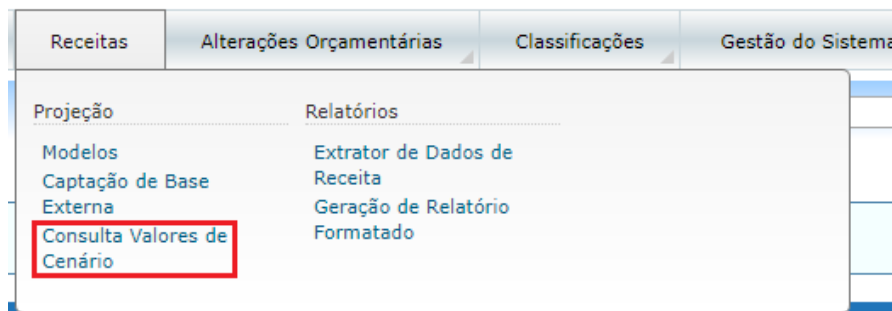 Receitas Alterações Orçamentárias Classificações Gestão do Sistema
Projeção
Modelos
Captação de Base
Externa
Consulta Valores de
Cenário
Relatórios
Extrator de Dados de
Receita
Geração de Relatório
Formatado